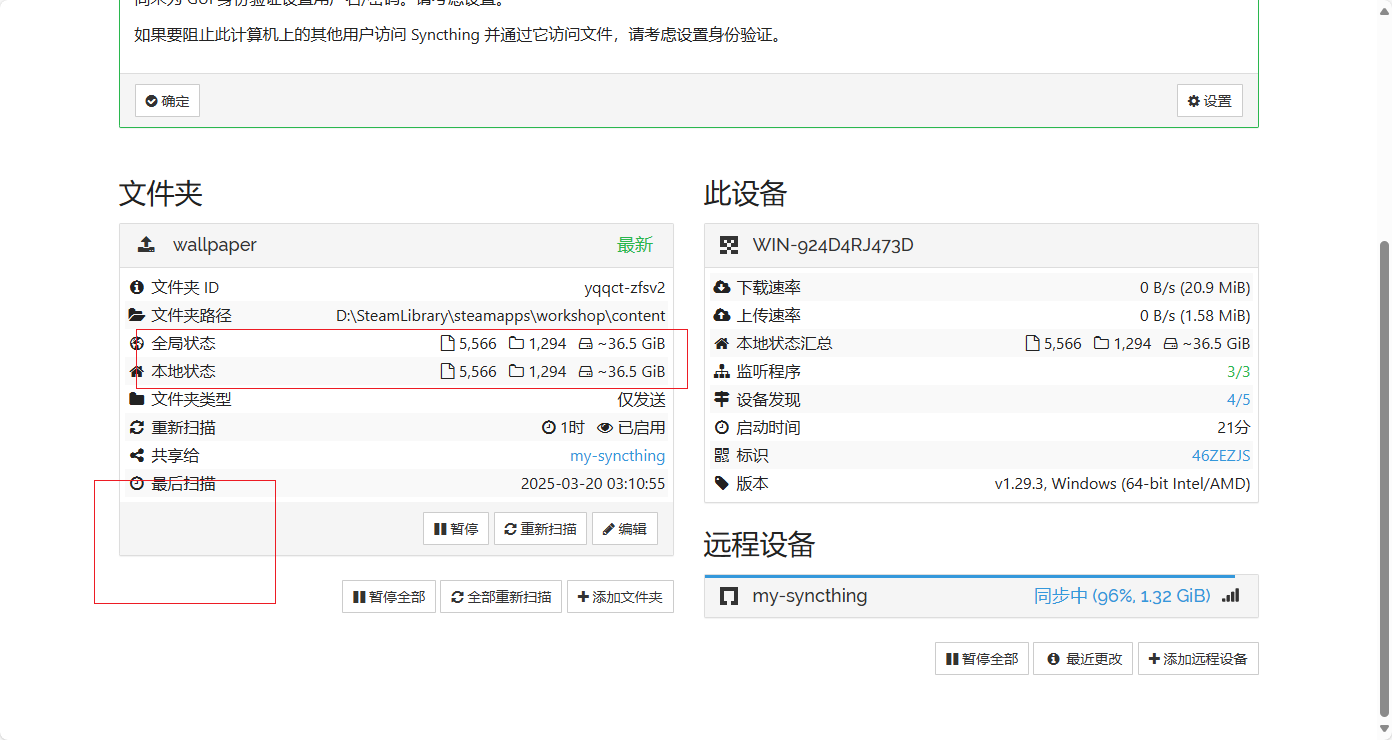 如果要阻止此计算机上的其他用户访问 Syncthing 并通过它访问文件，请考虑设置身份验证。
确定
设置
文件夹
wallpaper
最新
文件夹 ID
yqqct-zfsv2
文件夹路径
D:\SteamLibrary\steamapps\workshop\content
全局状态
5,566 1,294 ~36.5 GiB
本地状态
5,566 1,294 ~36.5 GiB
文件夹类型
仅发送
重新扫描
1时 已启用
共享给
my-syncthing
最后扫描
2025-03-20 03:10:55
暂停
重新扫描
编辑
暂停全部
全部重新扫描
添加文件夹
此设备
WIN-924D4RJ473D
下载速率
0 B/s (20.9 MiB)
上传速率
0 B/s (1.58 MiB)
本地状态汇总
5,566 1,294 ~36.5 GiB
监听程序
3/3
设备发现
4/5
启动时间
21分
标识
46ZEZJS
版本
v1.29.3, Windows (64-bit Intel/AMD)
远程设备
my-syncthing
同步中 (96%, 1.32 GiB)
暂停全部
最近更改
添加远程设备